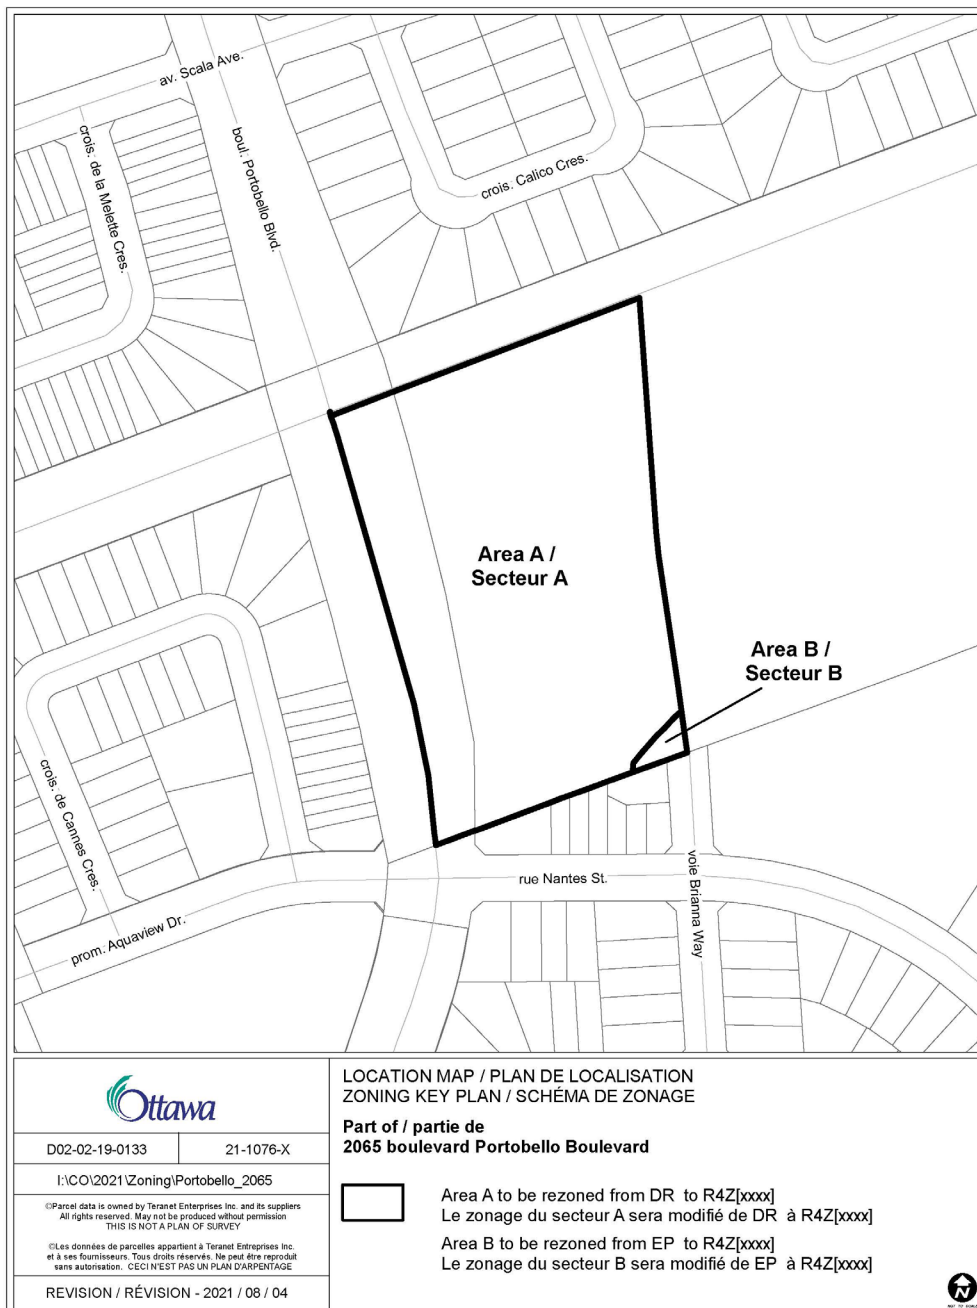 av. Scala Ave.
crois. de la Melette Cres.
boul. Portobello Blvd.
crois. Calico Cres.
Area A /
Secteur A
Area B /
Secteur B
crois. de Cannes Cres.
rue Nantes St.
voie Brianna Way
prom. Aquaview Dr.
Ottawa
D02-02-19-0133
21-1076-X
I:\CO\2021\Zoning\Portobello_2065
©Parcel data is owned by Teranet Enterprises Inc. and its suppliers
All rights reserved. May not be produced without permission
THIS IS NOT A PLAN OF SURVEY
©Les données de parcelles appartient à Teranet Entreprises Inc.
et à ses fournisseurs. Tous droits réservés. Ne peut être reproduit
sans autorisation. CECI N'EST PAS UN PLAN D'ARPENTAGE
REVISION / RÉVISION - 2021 / 08 / 04
LOCATION MAP / PLAN DE LOCALISATION
ZONING KEY PLAN / SCHÉMA DE ZONAGE
Part of / partie de
2065 boulevard Portobello Boulevard
Area A to be rezoned from DR to R4Z[xxxx]
Le zonage du secteur A sera modifié de DR à R4Z[xxxx]
Area B to be rezoned from EP to R4Z[xxxx]
Le zonage du secteur B sera modifié de EP à R4Z[xxxx]
N
NOT TO SCALE